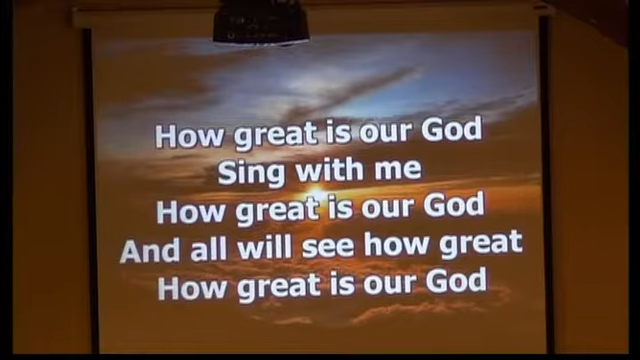 How great is our God
Sing with me
How great is our God
And all will see how great
How great is our God